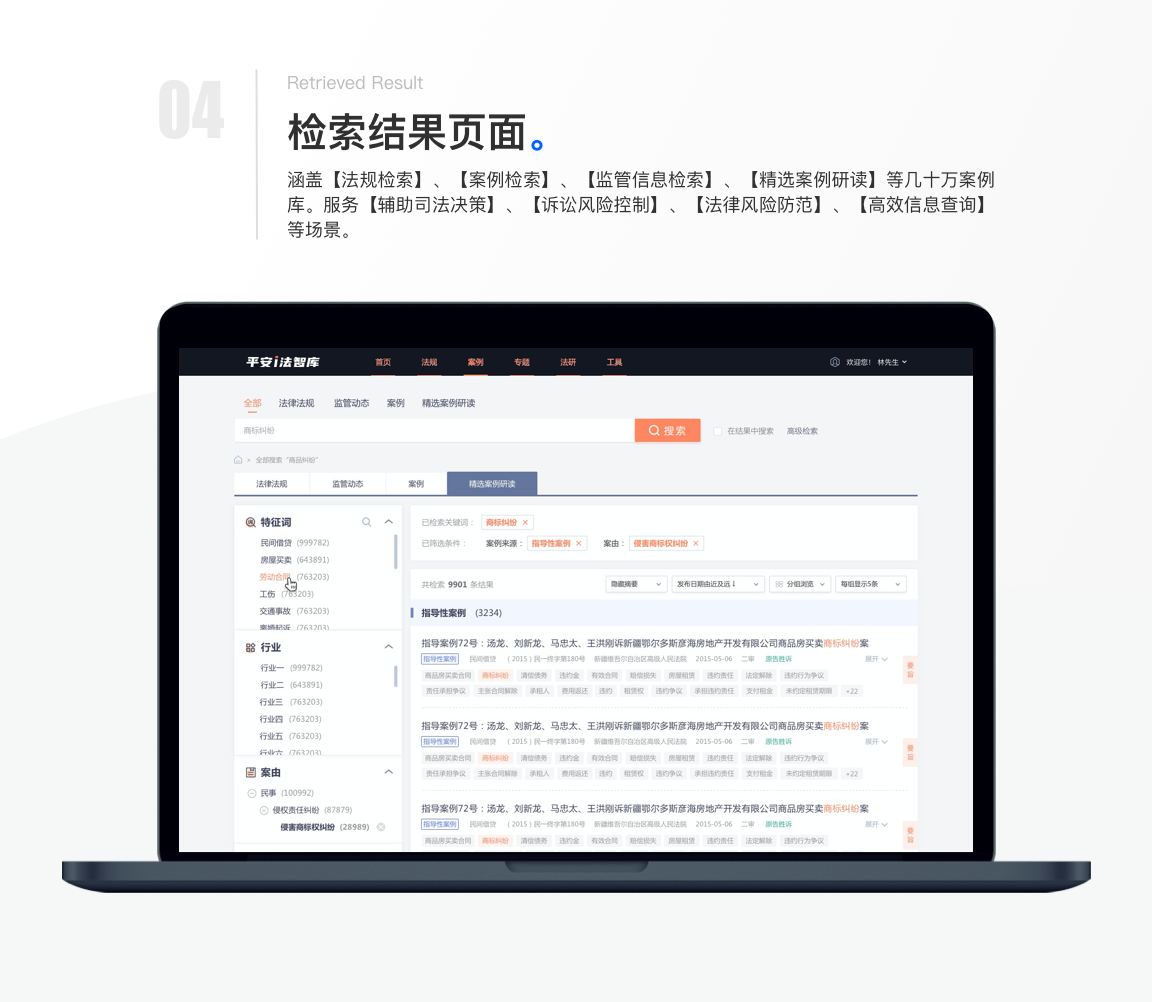 04
Retrieved Result
检索结果页面。
涵盖【法规检索】、【案例检索】、【监管信息检索】、【精选案例研读】等几十万案例
库。服务【辅助司法决策】、【诉讼风险控制】、【法律风险防范】、【高效信息查询】
等场景。
平安i法智库 首页 法规 案例 专题 法研 工具 欢迎您! 林先生
全部 法律法规 监管动态 案例 精选案例研读
商标纠纷 搜索 在结果中搜索 高级检索
> 全部搜索 "商品纠纷"
法律法规 监管动态 案例 精选案例研读
特征词
民间借贷 (999782)
房屋买卖 (643891)
劳动合同 (763203)
工伤 (763203)
交通事故 (763203)
离婚起诉 (763203)
行业
行业一 (999782)
行业二 (643891)
行业三 (763203)
行业四 (763203)
行业五 (763203)
行业六 (763203)
案由
民事 (100992)
侵权责任纠纷 (87879)
侵害商标权纠纷 (28989)
已检索关键词: 商标纠纷 ×
已筛选条件: 案例来源: 指导性案例 × 案由: 侵害商标权纠纷 ×
共检索 9901 条结果 隐藏摘要 发布日期由近及远↓ 分组浏览 每组显示5条
指导性案例 (3234)
指导案例72号：汤龙、刘新龙、马忠太、王洪刚诉新疆鄂尔多斯彦海房地产开发有限公司商品房买卖商标纠纷案
指导性案例 民间借贷 (2015)民一终字第180号 新疆维吾尔自治区高级人民法院 2015-05-06 二审 原告胜诉 展开
要旨
商品房买卖合同 商标纠纷 清偿债务 违约金 有效合同 赔偿损失 房屋租赁 违约责任 法定解除 违约行为争议
责任承担争议 主张合同解除 承租人 费用返还 违约 租赁权 违约争议 承担违约责任 支付租金 未约定租赁期限 +22
指导案例72号：汤龙、刘新龙、马忠太、王洪刚诉新疆鄂尔多斯彦海房地产开发有限公司商品房买卖商标纠纷案
指导性案例 民间借贷 (2015)民一终字第180号 新疆维吾尔自治区高级人民法院 2015-05-06 二审 原告胜诉 展开
要旨
商品房买卖合同 商标纠纷 清偿债务 违约金 有效合同 赔偿损失 房屋租赁 违约责任 法定解除 违约行为争议
责任承担争议 主张合同解除 承租人 费用返还 违约 租赁权 违约争议 承担违约责任 支付租金 未约定租赁期限 +22
指导案例72号：汤龙、刘新龙、马忠太、王洪刚诉新疆鄂尔多斯彦海房地产开发有限公司商品房买卖商标纠纷案
指导性案例 民间借贷 (2015)民一终字第180号 新疆维吾尔自治区高级人民法院 2015-05-06 二审 原告胜诉 展开
要旨
商品房买卖合同 商标纠纷 清偿债务 违约金 有效合同 赔偿损失 房屋租赁 违约责任 法定解除 违约行为争议